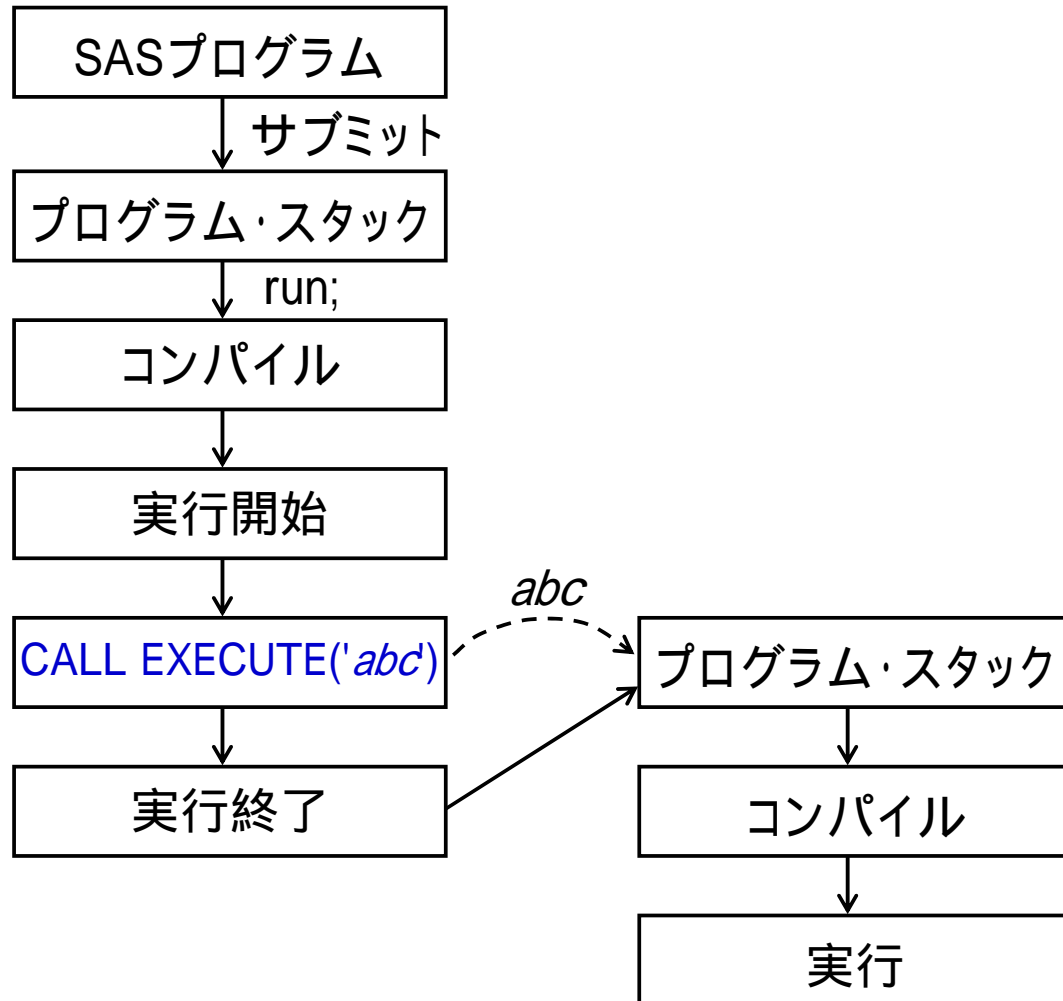 SASプログラム
サブミット
プログラム・スタック
run;
コンパイル
実行開始
abc
CALL EXECUTE('abc')
プログラム・スタック
実行終了
コンパイル
実行